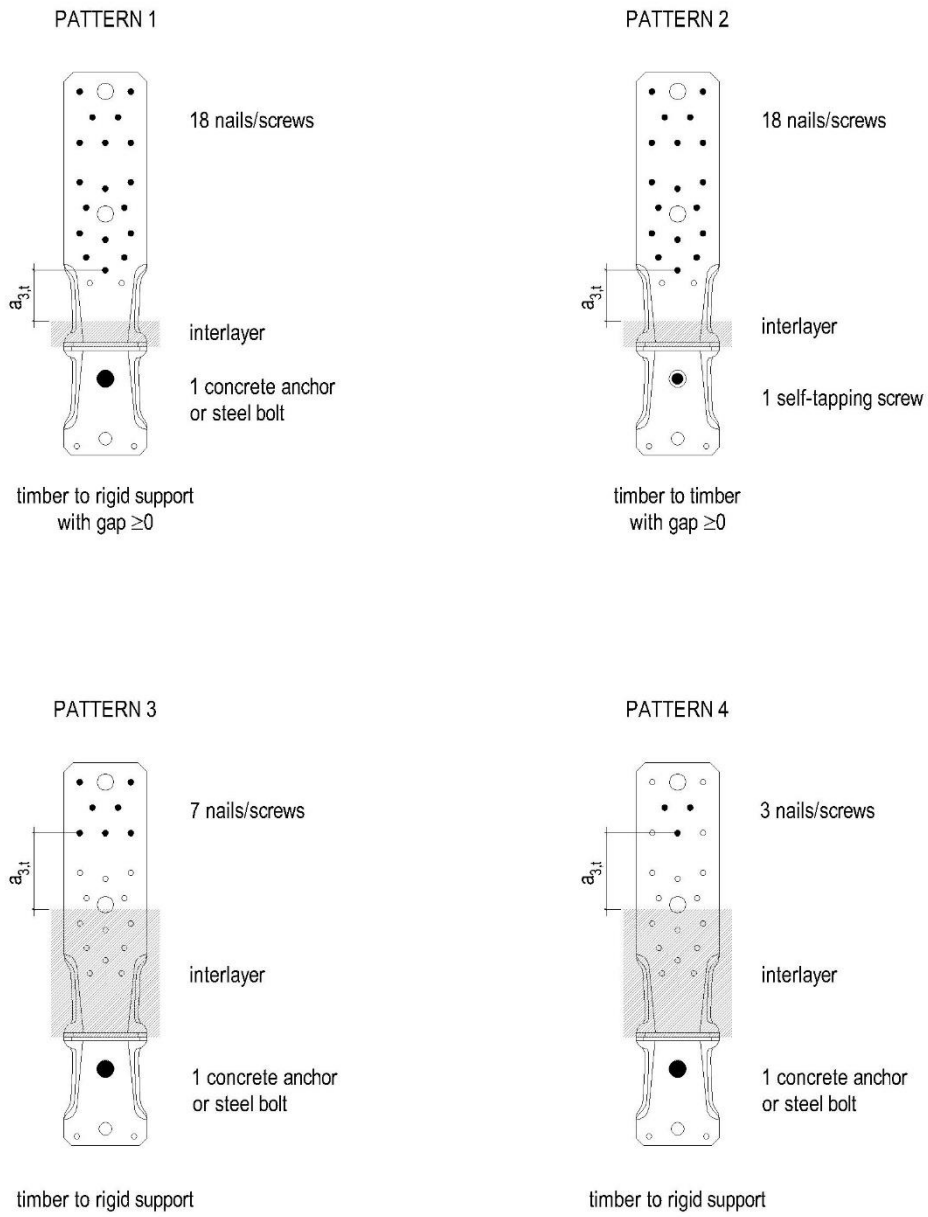 PATTERN 1
18 nails/screws
a3,t
interlayer
1 concrete anchor
or steel bolt
timber to rigid support
with gap ≥0
PATTERN 2
18 nails/screws
a3,t
interlayer
1 self-tapping screw
timber to timber
with gap ≥0
PATTERN 3
7 nails/screws
a3,t
interlayer
1 concrete anchor
or steel bolt
timber to rigid support
PATTERN 4
3 nails/screws
a3,t
interlayer
1 concrete anchor
or steel bolt
timber to rigid support